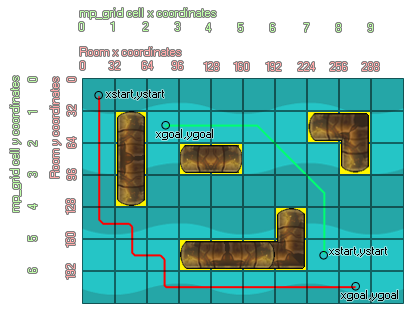 mp_grid cell x coordinates
0 1 2 3 4 5 6 7 8 9
Room x coordinates
0 32 64 96 128 160 192 224 256 288
mp_grid cell y coordinates
0 1 2 3 4 5 6
Room y coordinates
0 32 64 96 128 160 192
xstart,ystart
xgoal,ygoal
xstart,ystart
xgoal,ygoal